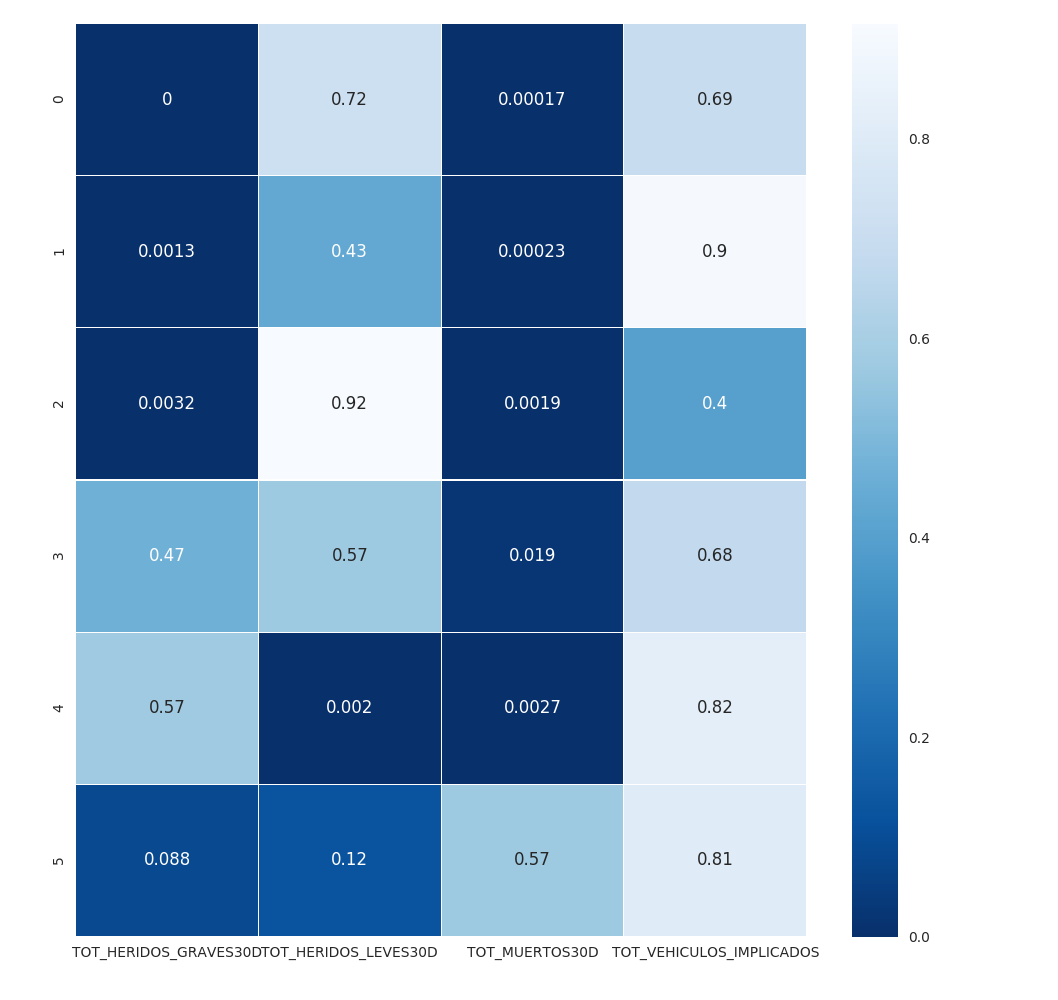 0 0 0.72 0.00017 0.69
0.8
1 0.0013 0.43 0.00023 0.9
0.6
2 0.0032 0.92 0.0019 0.4
0.4
3 0.47 0.57 0.019 0.68
4 0.57 0.002 0.0027 0.82
0.2
5 0.088 0.12 0.57 0.81
0.0
TOT_HERIDOS_GRAVES30D TOT_HERIDOS_LEVES30D TOT_MUERTOS30D TOT_VEHICULOS_IMPLICADOS